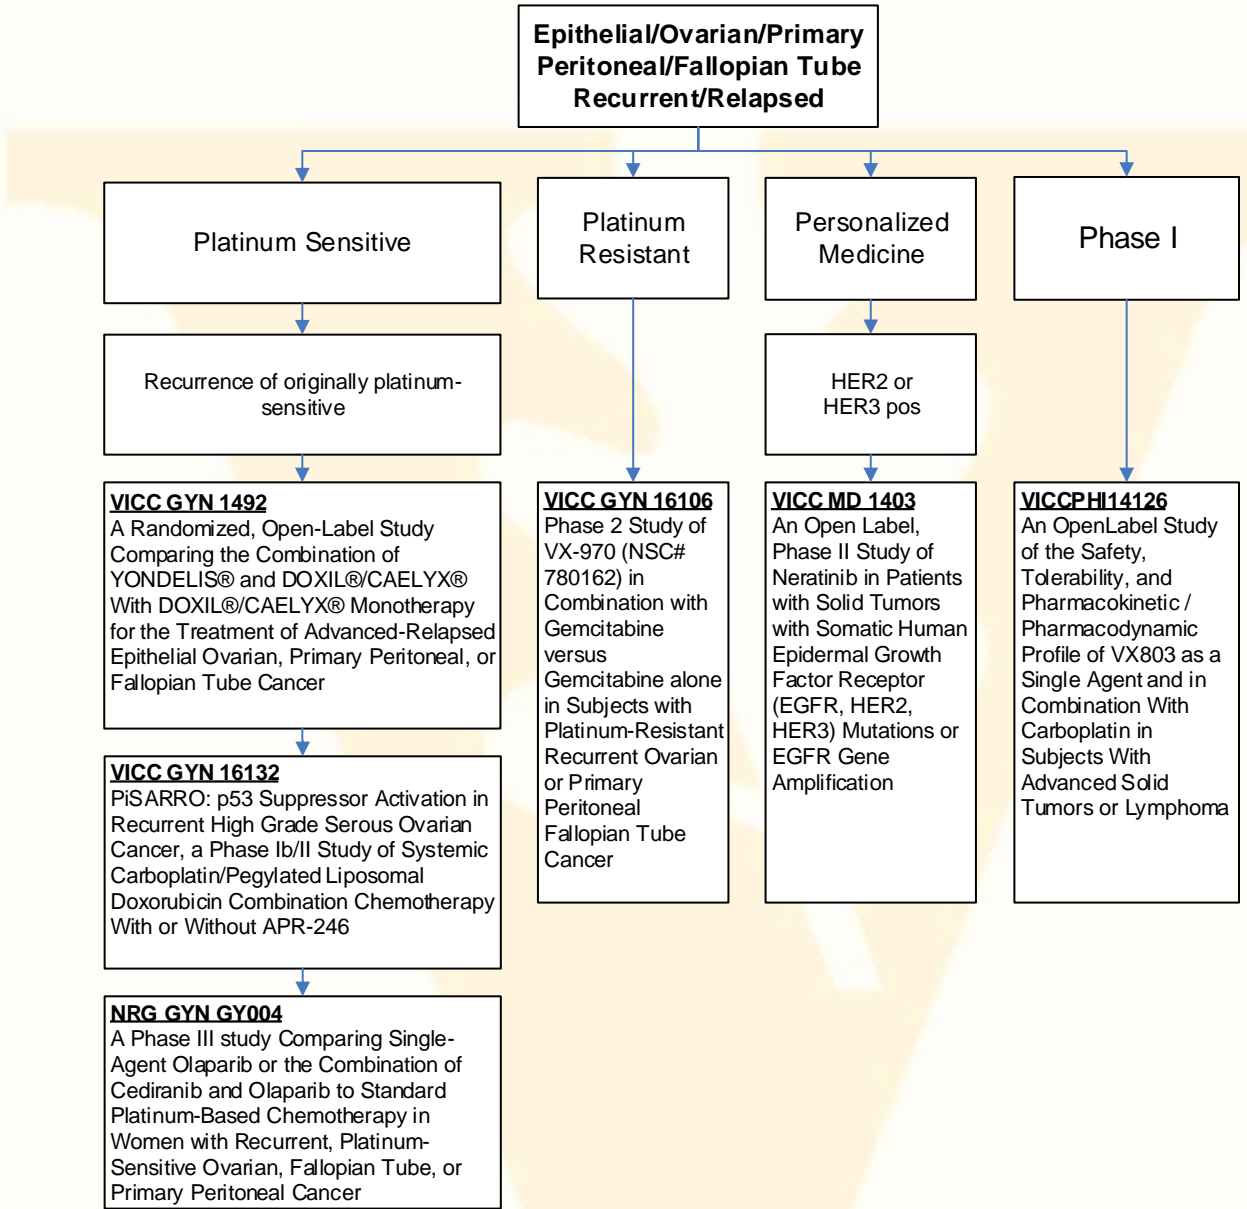 Epithelial/Ovarian/Primary
Peritoneal/Fallopian Tube
Recurrent/Relapsed
Platinum Sensitive
Platinum
Resistant
Personalized
Medicine
Phase I
Recurrence of originally platinum-
sensitive
HER2 or
HER3 pos
VICC GYN 1492
A Randomized, Open-Label Study
Comparing the Combination of
YONDELIS® and DOXIL®/CAELYX®
With DOXIL®/CAELYX® Monotherapy
for the Treatment of Advanced-Relapsed
Epithelial Ovarian, Primary Peritoneal, or
Fallopian Tube Cancer
VICC GYN 16132
PiSARRO: p53 Suppressor Activation in
Recurrent High Grade Serous Ovarian
Cancer, a Phase Ib/II Study of Systemic
Carboplatin/Pegylated Liposomal
Doxorubicin Combination Chemotherapy
With or Without APR-246
NRG GYN GY004
A Phase III study Comparing Single-
Agent Olaparib or the Combination of
Cediranib and Olaparib to Standard
Platinum-Based Chemotherapy in
Women with Recurrent, Platinum-
Sensitive Ovarian, Fallopian Tube, or
Primary Peritoneal Cancer
VICC GYN 16106
Phase 2 Study of
VX-970 (NSC#
780162) in
Combination with
Gemcitabine
versus
Gemcitabine alone
in Subjects with
Platinum-Resistant
Recurrent Ovarian
or Primary
Peritoneal
Fallopian Tube
Cancer
VICC MD 1403
An Open Label,
Phase II Study of
Neratinib in Patients
with Solid Tumors
with Somatic Human
Epidermal Growth
Factor Receptor
(EGFR, HER2,
HER3) Mutations or
EGFR Gene
Amplification
VICCPHI14126
An OpenLabel Study
of the Safety,
Tolerability, and
Pharmacokinetic /
Pharmacodynamic
Profile of VX803 as a
Single Agent and in
Combination With
Carboplatin in
Subjects With
Advanced Solid
Tumors or Lymphoma